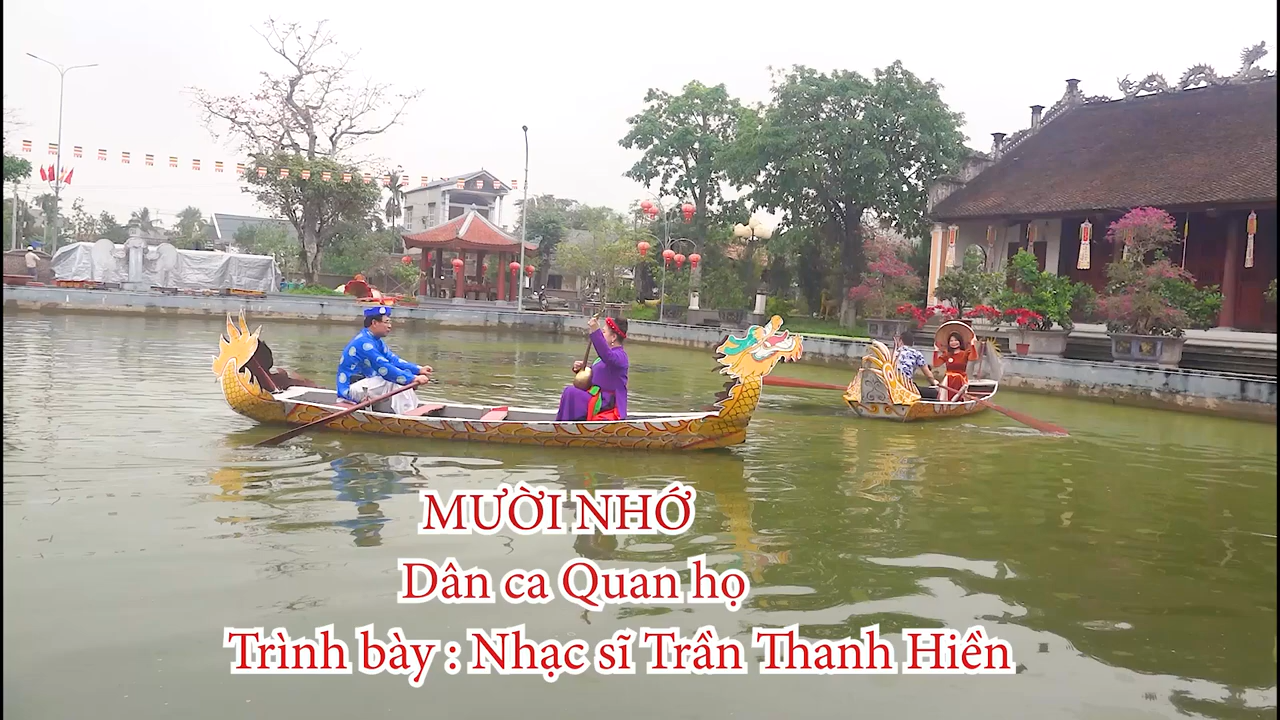 MƯỜI NHỚ
Dân ca Quan họ
Trình bày : Nhạc sĩ Trần Thanh Hiền